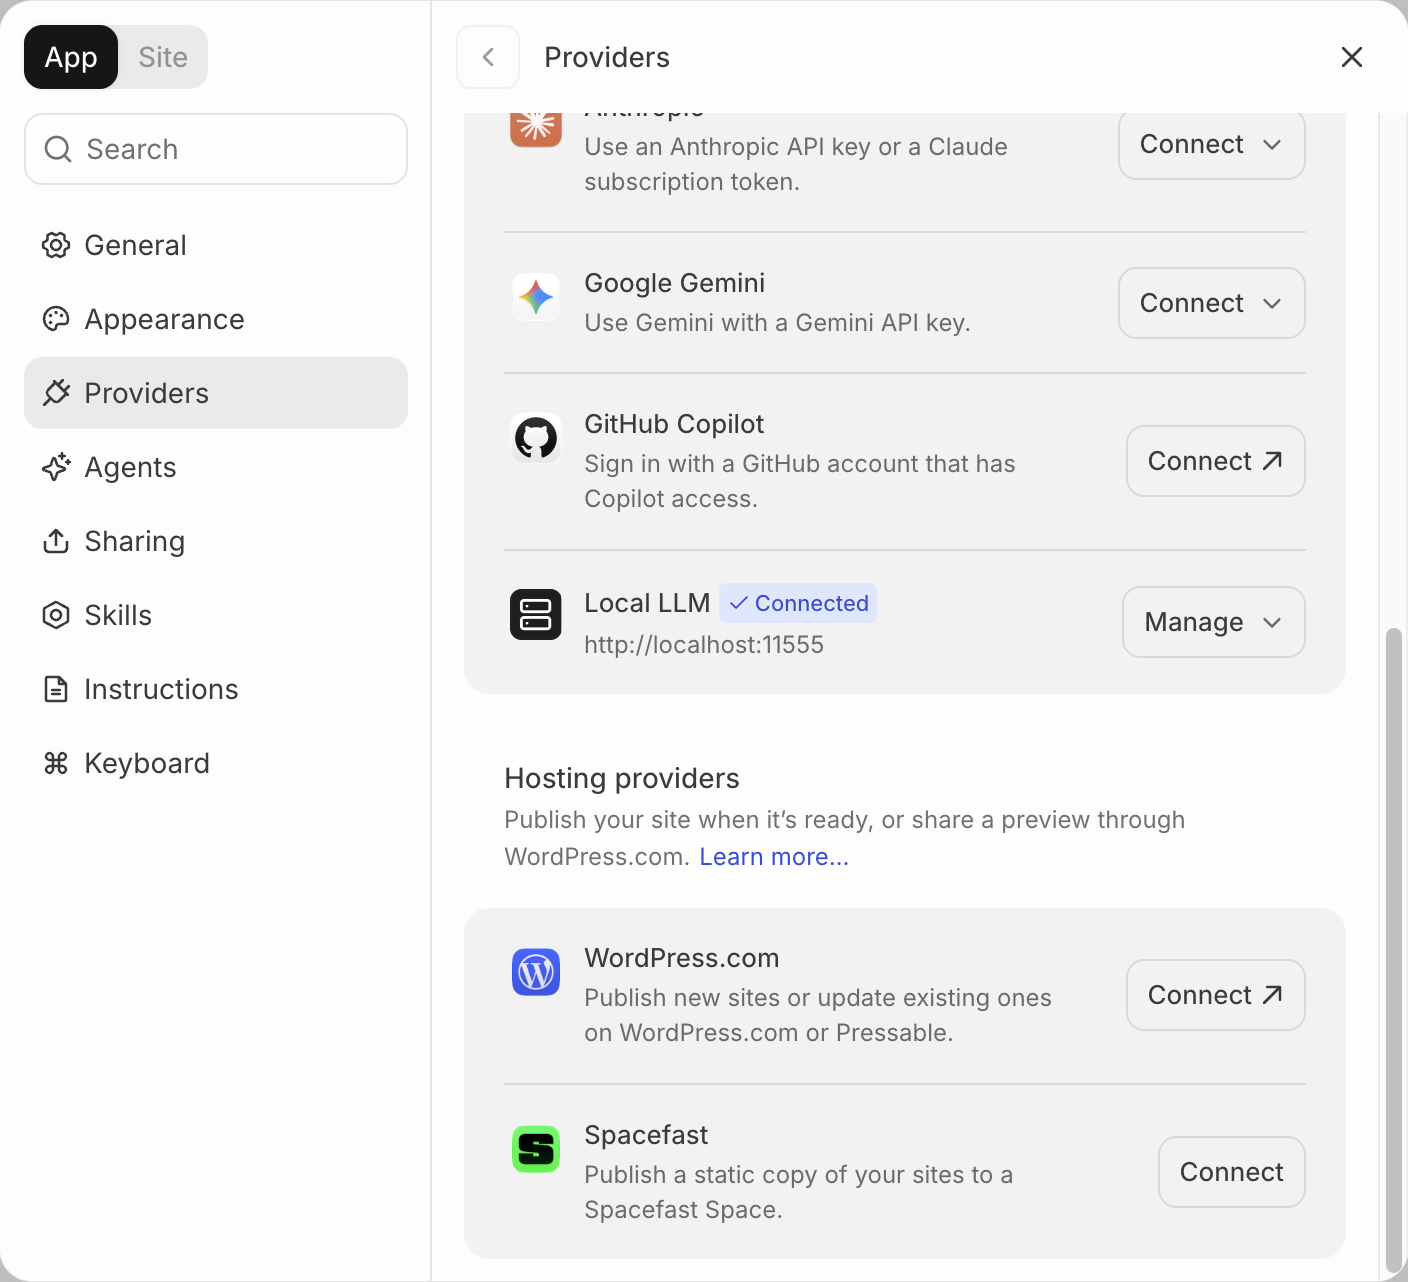 App
Site
Providers
Search
General
Appearance
Providers
Agents
Sharing
Skills
Instructions
Keyboard
Anthropic
Use an Anthropic API key or a Claude
subscription token.
Connect
Google Gemini
Use Gemini with a Gemini API key.
Connect
GitHub Copilot
Sign in with a GitHub account that has
Copilot access.
Connect
Local LLM
Connected
http://localhost:11555
Manage
Hosting providers
Publish your site when it’s ready, or share a preview through
WordPress.com. Learn more...
WordPress.com
Publish new sites or update existing ones
on WordPress.com or Pressable.
Connect
Spacefast
Publish a static copy of your sites to a
Spacefast Space.
Connect